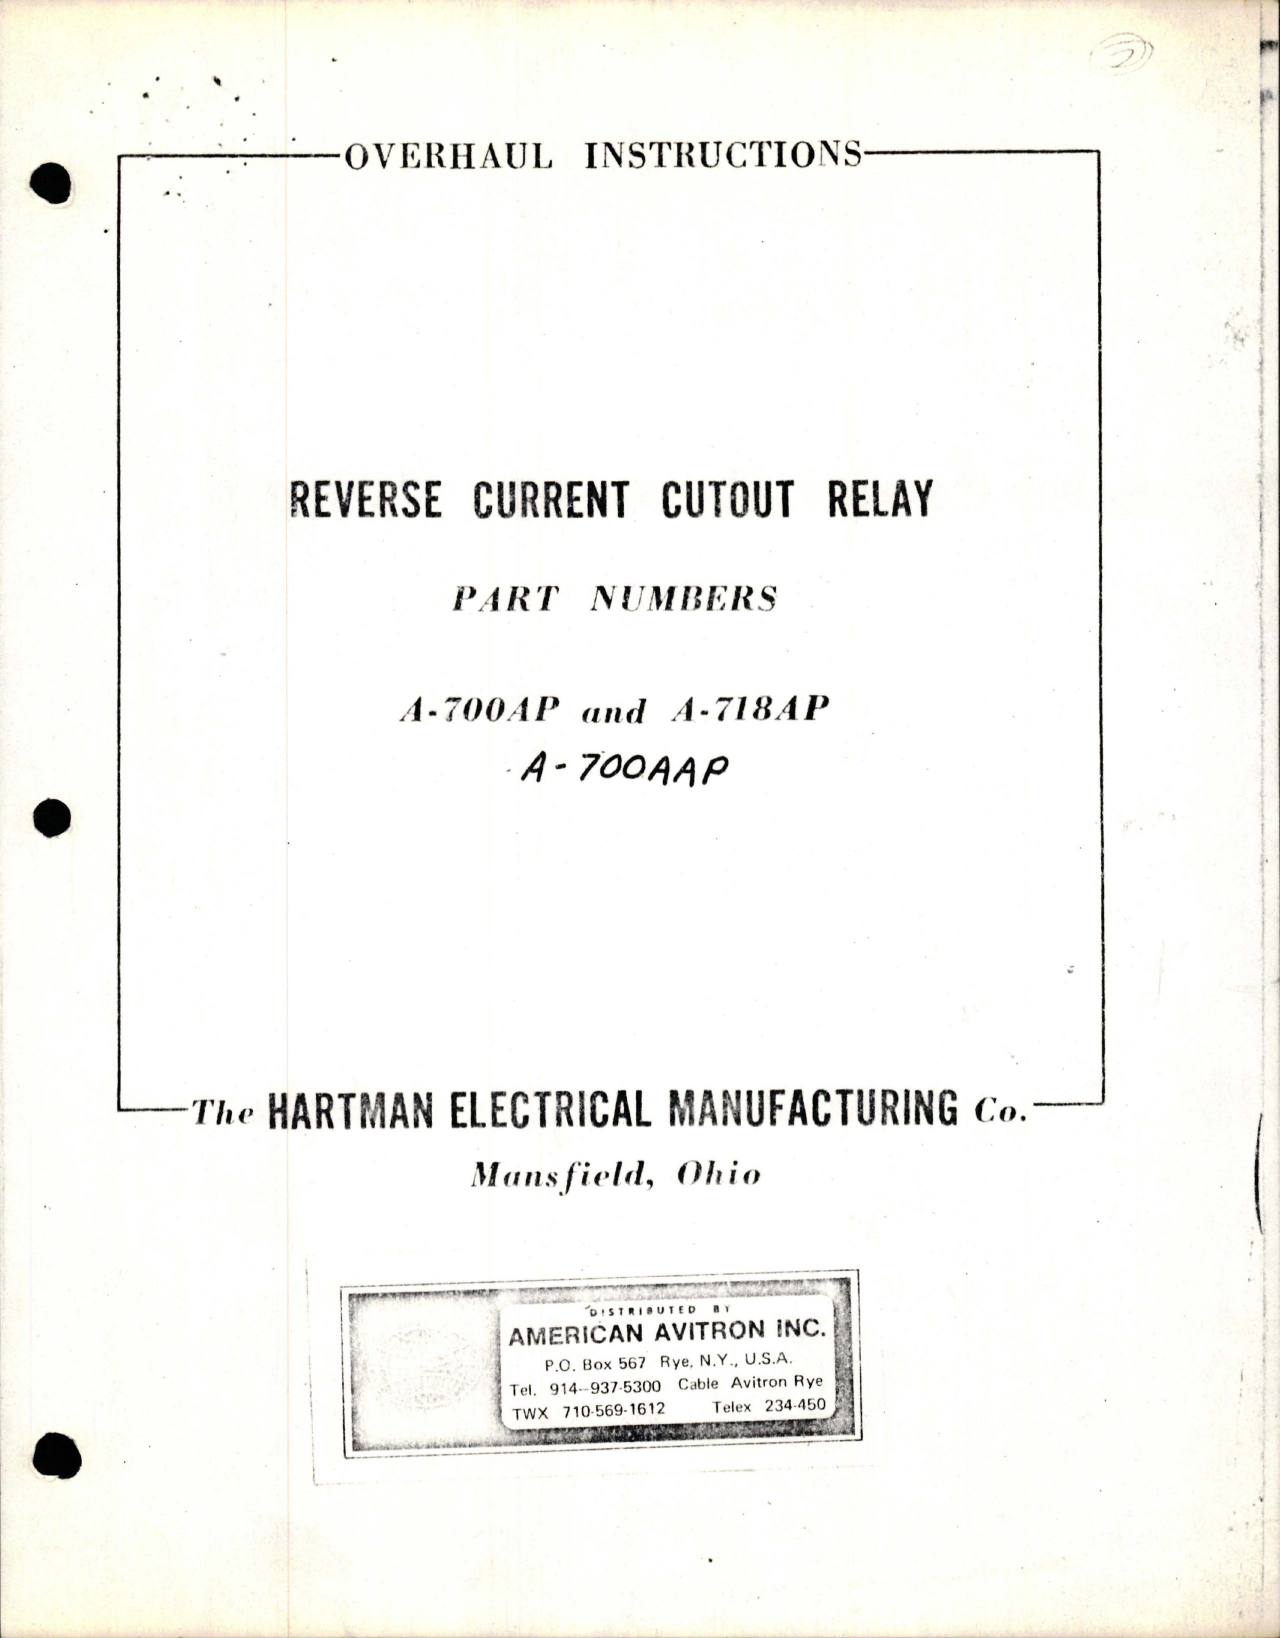 2
OVERHAUL INSTRUCTIONS
REVERSE CURRENT CUTOUT RELAY
PART NUMBERS
A-700AP and A-718AP
A-700AAP
The HARTMAN ELECTRICAL MANUFACTURING Co.
Mansfield, Ohio
DISTRIBUTED BY
AMERICAN AVITRON INC.
P.O. Box 567 Rye, N.Y., U.S.A.
Tel. 914-937-5300 Cable Avitron Rye
TWX 710-569-1612 Telex 234-450